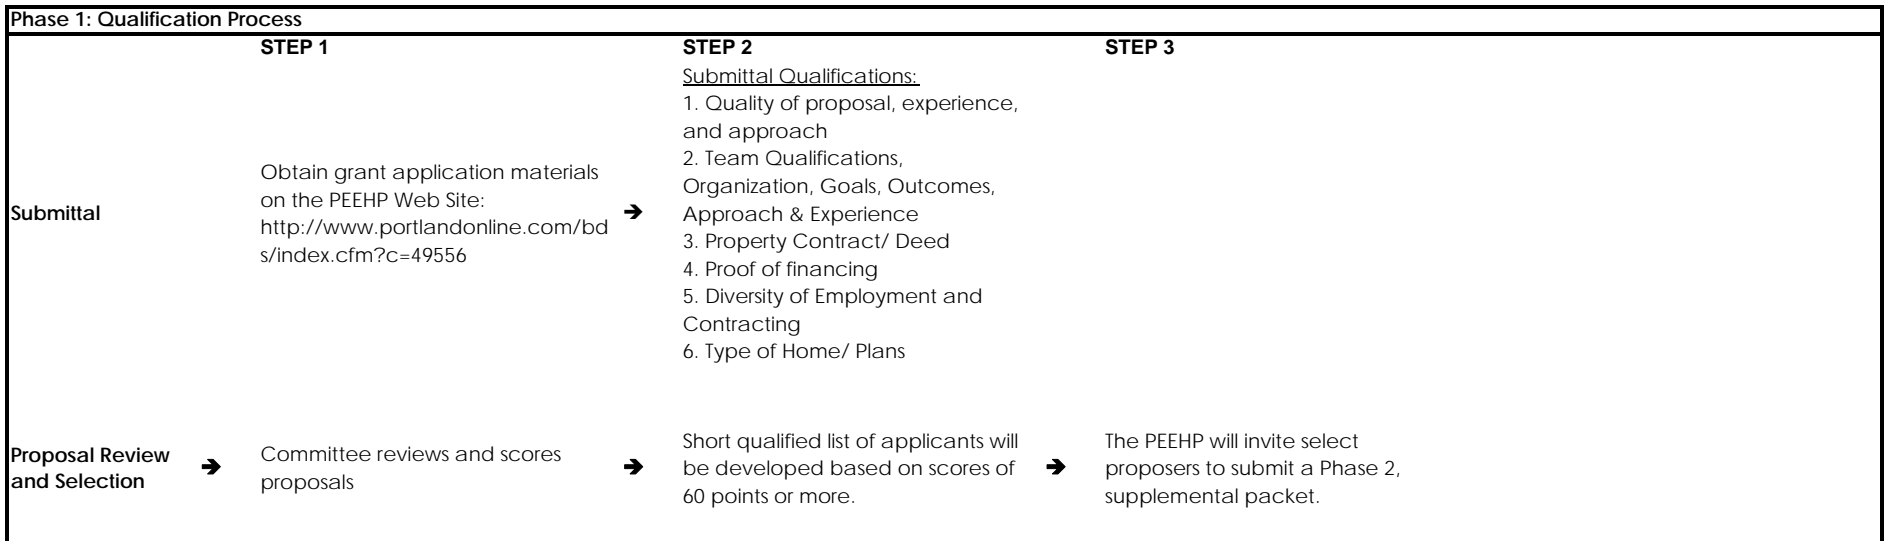 Phase 1: Qualification Process
STEP 1
STEP 2
STEP 3
Submittal
Obtain grant application materials
on the PEEHP Web Site:
http://www.portlandonline.com/bd
s/index.cfm?c=49556
➔
Submittal Qualifications:
1. Quality of proposal, experience,
and approach
2. Team Qualifications,
Organization, Goals, Outcomes,
Approach & Experience
3. Property Contract/ Deed
4. Proof of financing
5. Diversity of Employment and
Contracting
6. Type of Home/ Plans
Proposal Review
and Selection
➔
Committee reviews and scores
proposals
➔
Short qualified list of applicants will
be developed based on scores of
60 points or more.
➔
The PEEHP will invite select
proposers to submit a Phase 2,
supplemental packet.